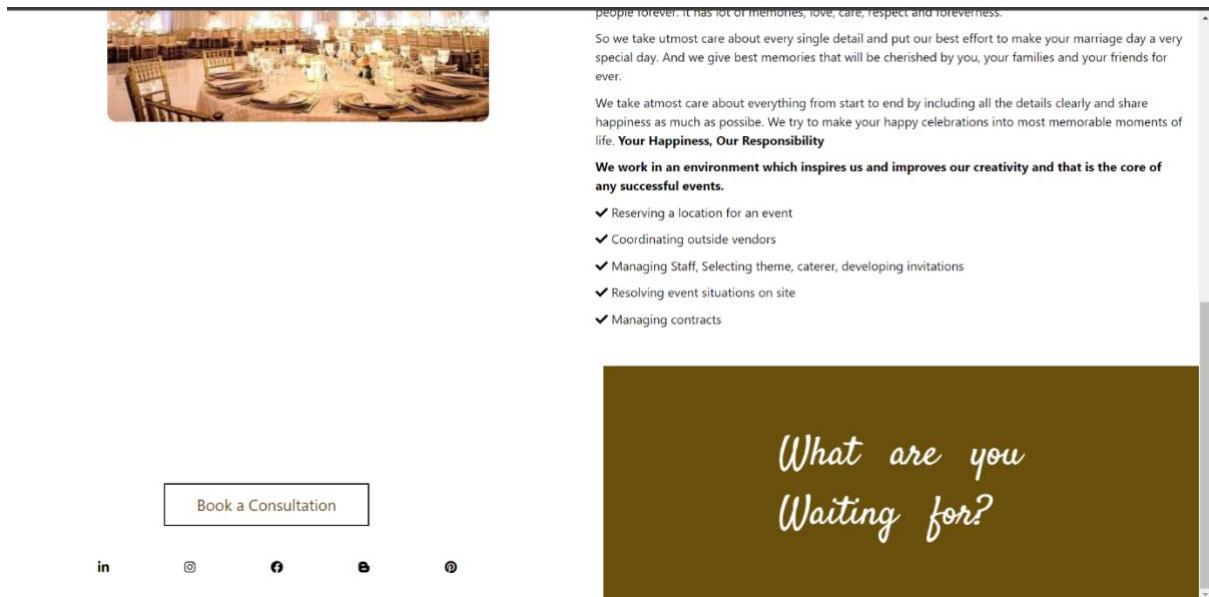 people forever. It has lot of memories, love, care, respect and foreverness.
So we take utmost care about every single detail and put our best effort to make your marriage day a very
special day. And we give best memories that will be cherished by you, your families and your friends for
ever.
We take atmost care about everything from start to end by including all the details clearly and share
happiness as much as possibe. We try to make your happy celebrations into most memorable moments of
life. Your Happiness, Our Responsibility
We work in an environment which inspires us and improves our creativity and that is the core of
any successful events.
Reserving a location for an event
Coordinating outside vendors
Managing Staff, Selecting theme, caterer, developing invitations
Resolving event situations on site
Managing contracts
What are you
Waiting for?
Book a Consultation